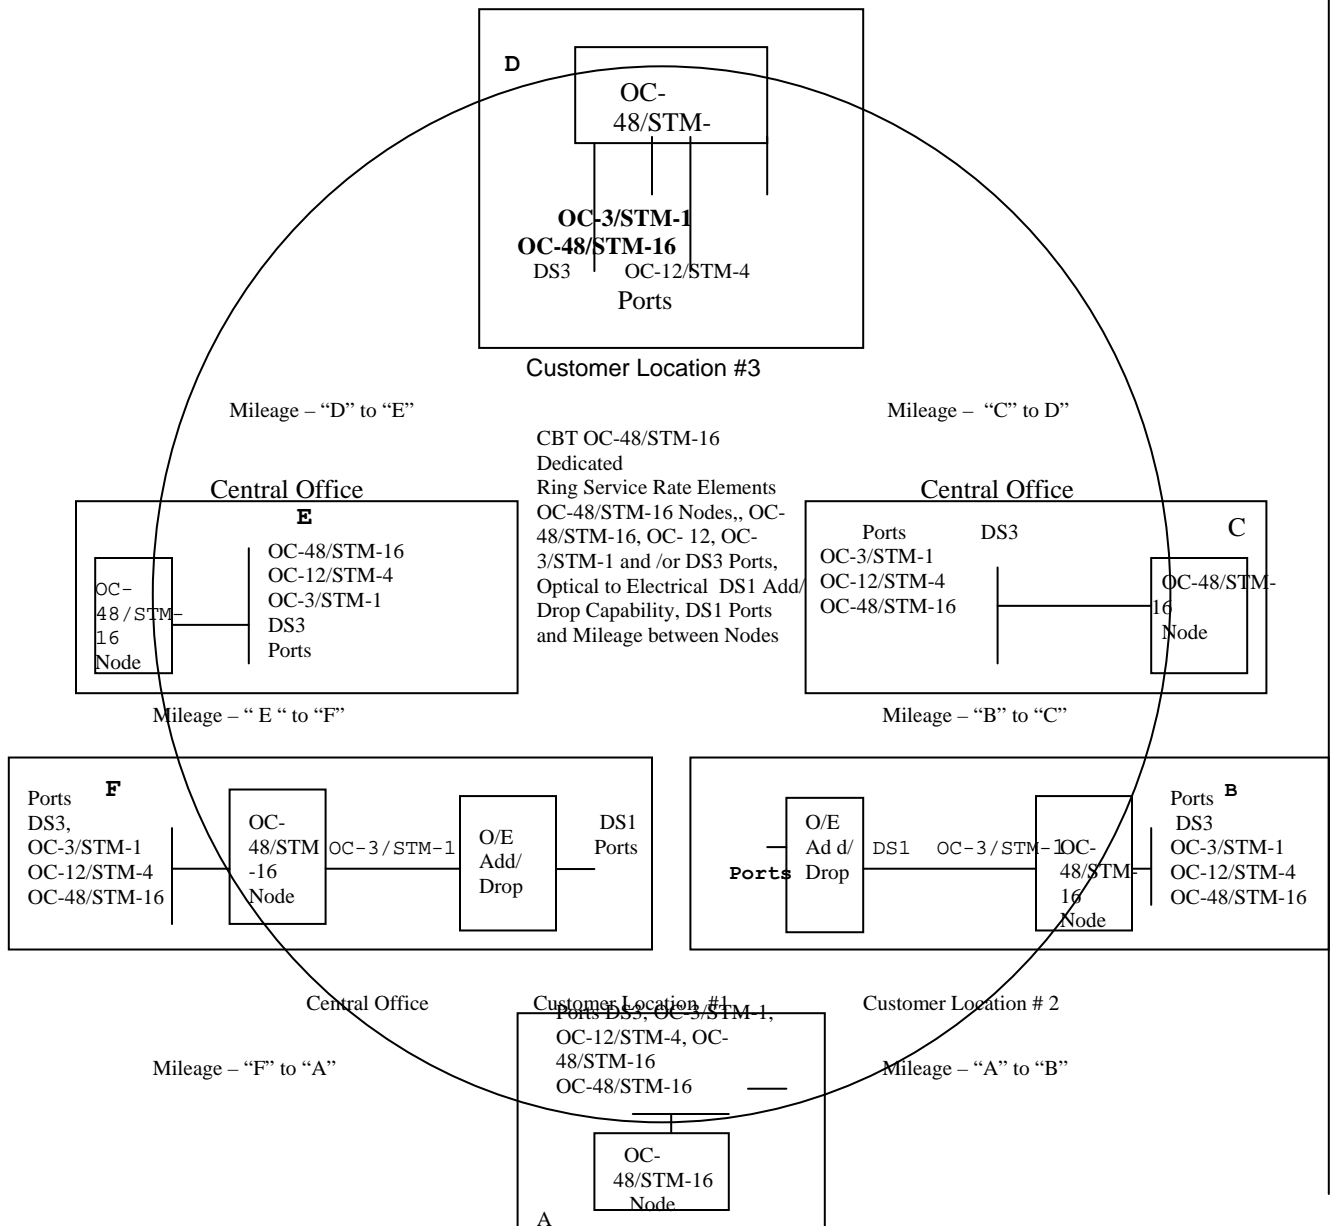 D
OC-
48/STM-
OC-3/STM-1
OC-48/STM-16
DS3 OC-12/STM-4
Ports
Customer Location #3
Mileage – “D” to “E”
Mileage – “C” to D”
CBT OC-48/STM-16
Dedicated
Ring Service Rate Elements
OC-48/STM-16 Nodes,, OC-
48/STM-16, OC- 12, OC-
3/STM-1 and /or DS3 Ports,
Optical to Electrical DS1 Add/
Drop Capability, DS1 Ports
and Mileage between Nodes
Central Office
E
OC-48/STM-16
OC-12/STM-4
OC-3/STM-1
DS3
Ports
OC-
48/STM-
16
Node
Central Office
C
Ports DS3
OC-3/STM-1
OC-12/STM-4
OC-48/STM-16
OC-48/STM-
16
Node
Mileage – “ E “ to “F”
Mileage – “B” to “C”
F
Ports
DS3,
OC-3/STM-1
OC-12/STM-4
OC-48/STM-16
OC-
48/STM
-16
Node
OC-3/STM-1
O/E
Add/
Drop
DS1
Ports
Ports
O/E
Ad d/
Drop
DS1 OC-3/STM-1
OC-
48/STM-
16
Node
Ports B
DS3
OC-3/STM-1
OC-12/STM-4
OC-48/STM-16
Central Office
Customer Location #1
Customer Location # 2
Ports DS3, OC-3/STM-1,
OC-12/STM-4, OC-
48/STM-16
OC-48/STM-16
Mileage – “F” to “A”
Mileage – “A” to “B”
OC-
48/STM-16
Node
A